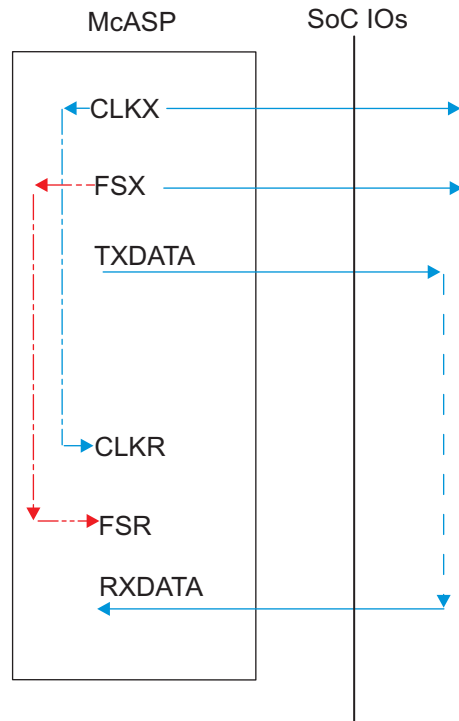 McASP
SoC IOs
CLKX
FSX
TXDATA
CLKR
FSR
RXDATA